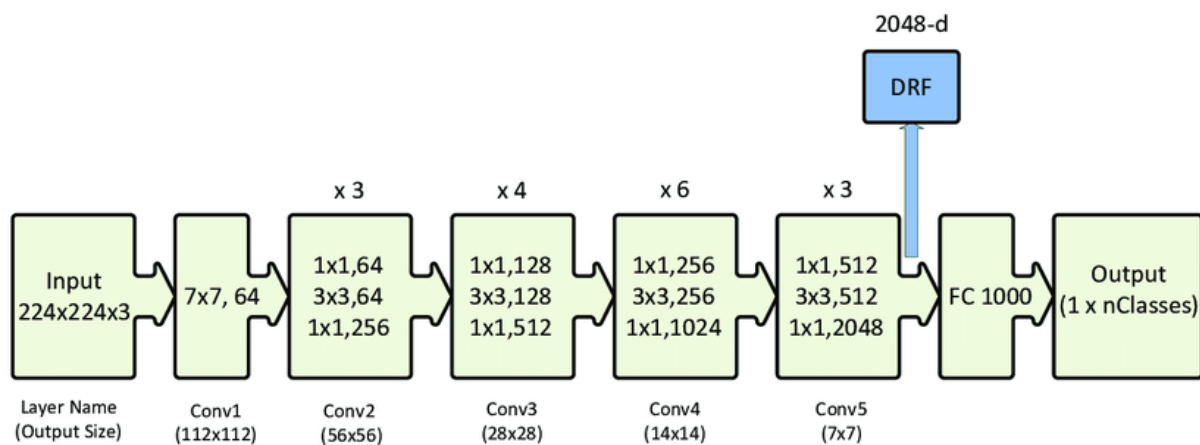 2048-d
DRF
x 3
x 4
x 6
x 3
Input
224x224x3
7x7, 64
1x1,64
3x3,64
1x1,256
1x1,128
3x3,128
1x1,512
1x1,256
3x3,256
1x1,1024
1x1,512
3x3,512
1x1,2048
FC 1000
Output
(1 x nClasses)
Layer Name
(Output Size)
Conv1
(112x112)
Conv2
(56x56)
Conv3
(28x28)
Conv4
(14x14)
Conv5
(7x7)